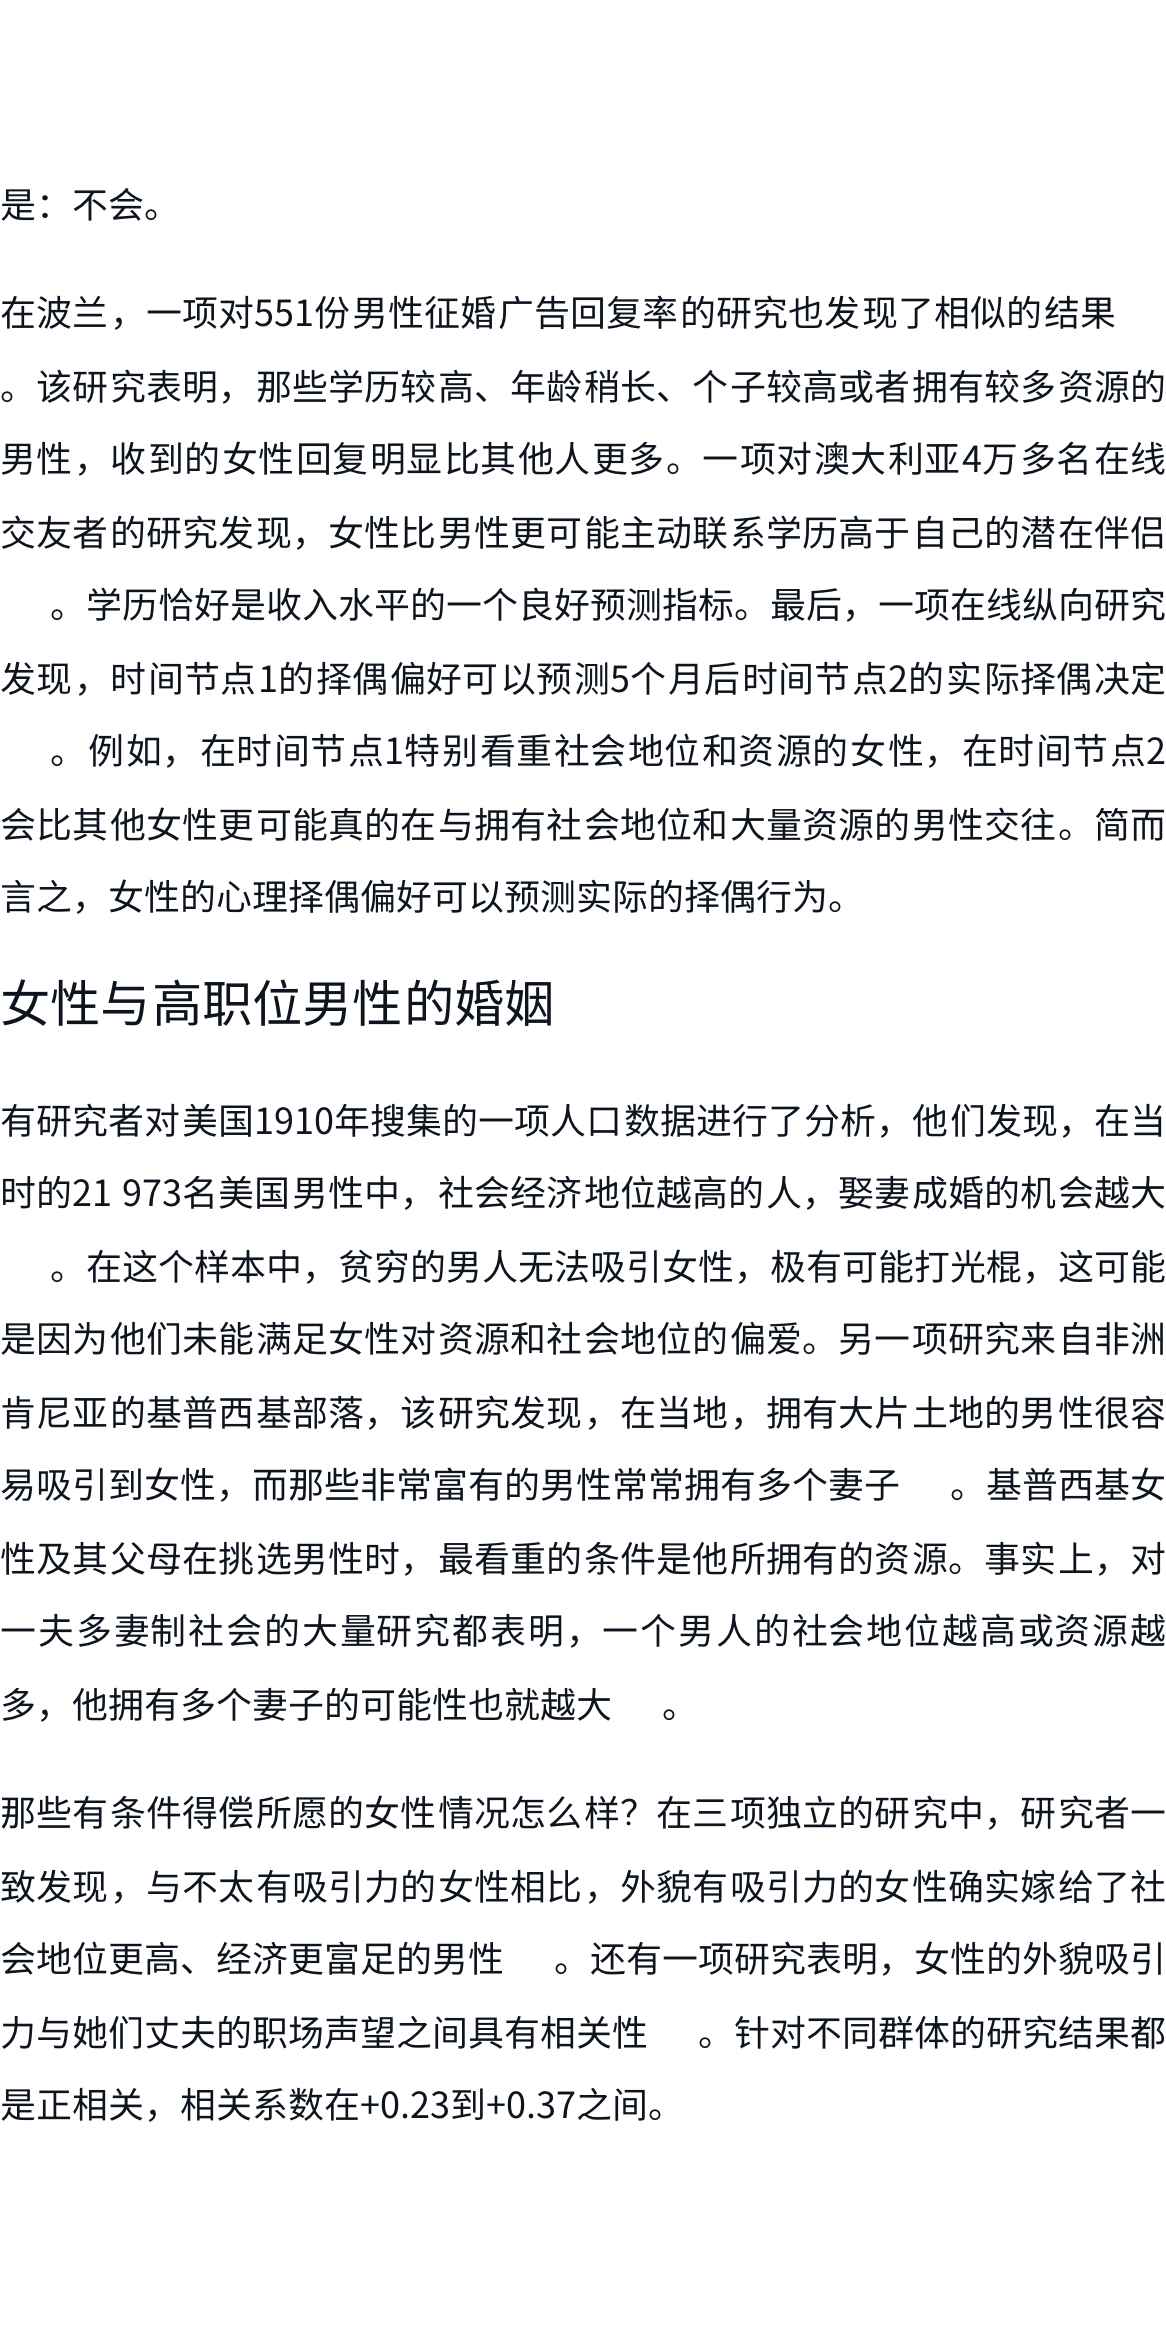 是：不会。
在波兰，一项对551份男性征婚广告回复率的研究也发现了相似的结果
。该研究表明，那些学历较高、年龄稍长、个子较高或者拥有较多资源的
男性，收到的女性回复明显比其他人更多。一项对澳大利亚4万多名在线
交友者的研究发现，女性比男性更可能主动联系学历高于自己的潜在伴侣
。学历恰好是收入水平的一个良好预测指标。最后，一项在线纵向研究
发现，时间节点1的择偶偏好可以预测5个月后时间节点2的实际择偶决定
。例如，在时间节点1特别看重社会地位和资源的女性，在时间节点2
会比其他女性更可能真的在与拥有社会地位和大量资源的男性交往。简而
言之，女性的心理择偶偏好可以预测实际的择偶行为。
女性与高职位男性的婚姻
有研究者对美国1910年搜集的一项人口数据进行了分析，他们发现，在当
时的21 973名美国男性中，社会经济地位越高的人，娶妻成婚的机会越大
。在这个样本中，贫穷的男人无法吸引女性，极有可能打光棍，这可能
是因为他们未能满足女性对资源和社会地位的偏爱。另一项研究来自非洲
肯尼亚的基普西基部落，该研究发现，在当地，拥有大片土地的男性很容
易吸引到女性，而那些非常富有的男性常常拥有多个妻子 。基普西基女
性及其父母在挑选男性时，最看重的条件是他所拥有的资源。事实上，对
一夫多妻制社会的大量研究都表明，一个男人的社会地位越高或资源越
多，他拥有多个妻子的可能性也就越大 。
那些有条件得偿所愿的女性情况怎么样？在三项独立的研究中，研究者一
致发现，与不太有吸引力的女性相比，外貌有吸引力的女性确实嫁给了社
会地位更高、经济更富足的男性 。还有一项研究表明，女性的外貌吸引
力与她们丈夫的职场声望之间具有相关性 。针对不同群体的研究结果都
是正相关，相关系数在+0.23到+0.37之间。